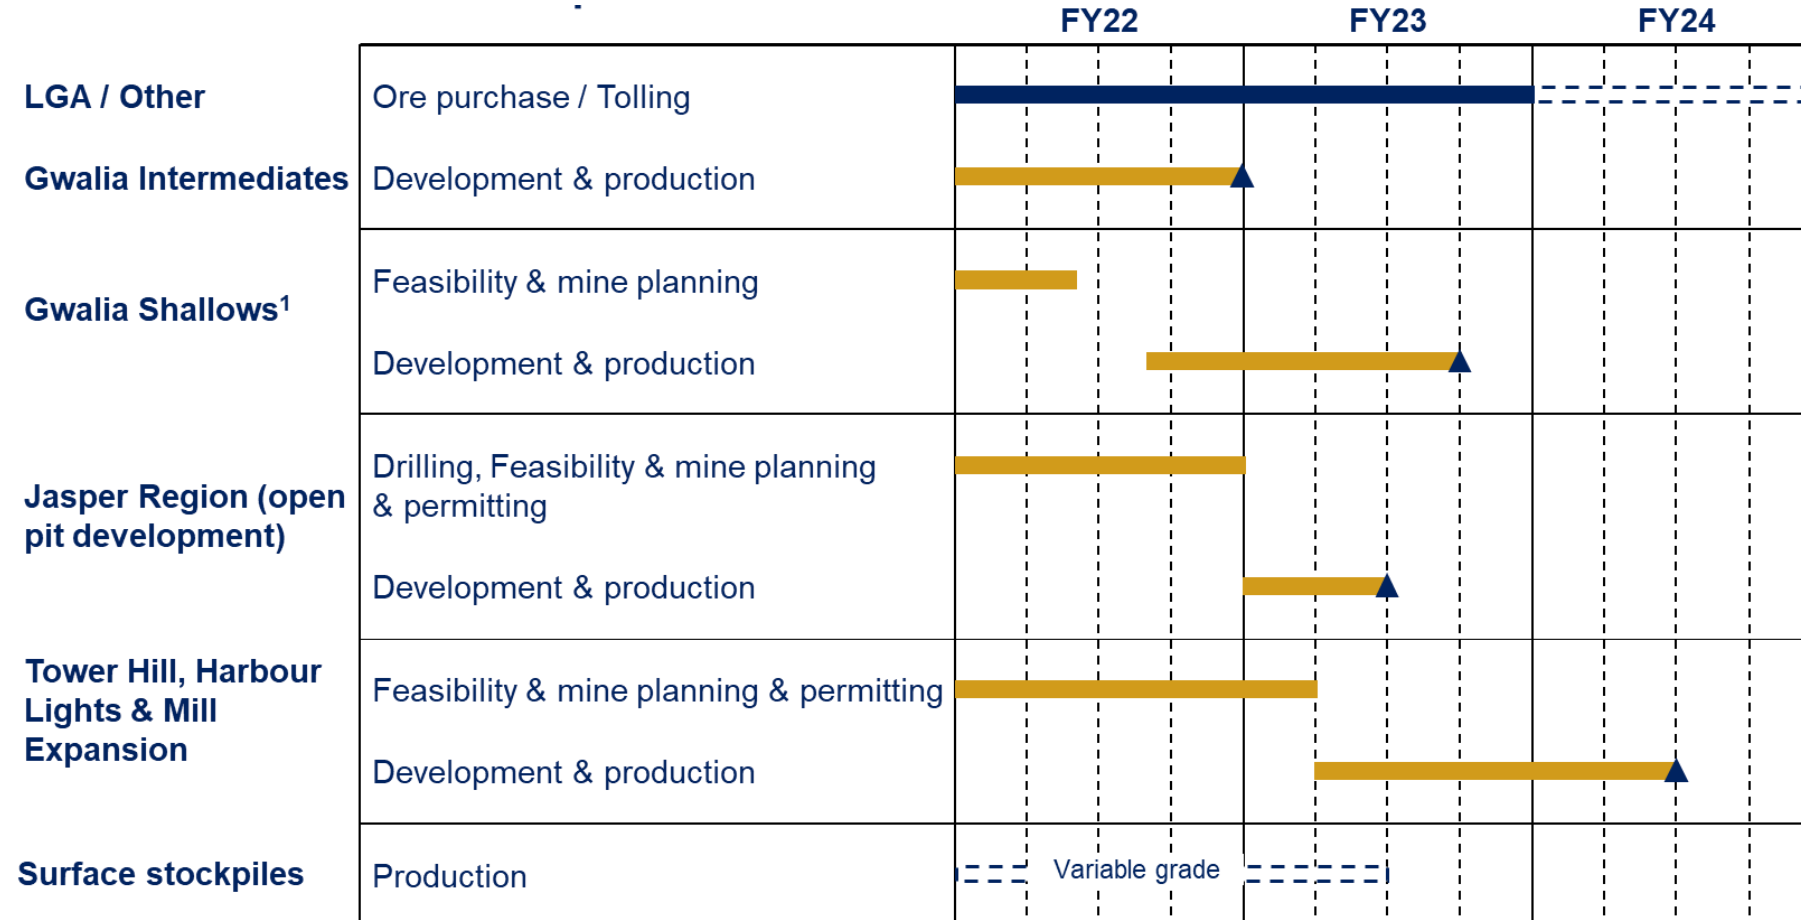 FY22 FY23 FY24
LGA / Other Ore purchase / Tolling
Gwalia Intermediates Development & production
Gwalia Shallows¹
Feasibility & mine planning
Development & production
Jasper Region (open
pit development)
Drilling, Feasibility & mine planning
& permitting
Development & production
Tower Hill, Harbour
Lights & Mill
Expansion
Feasibility & mine planning & permitting
Development & production
Surface stockpiles Production Variable grade